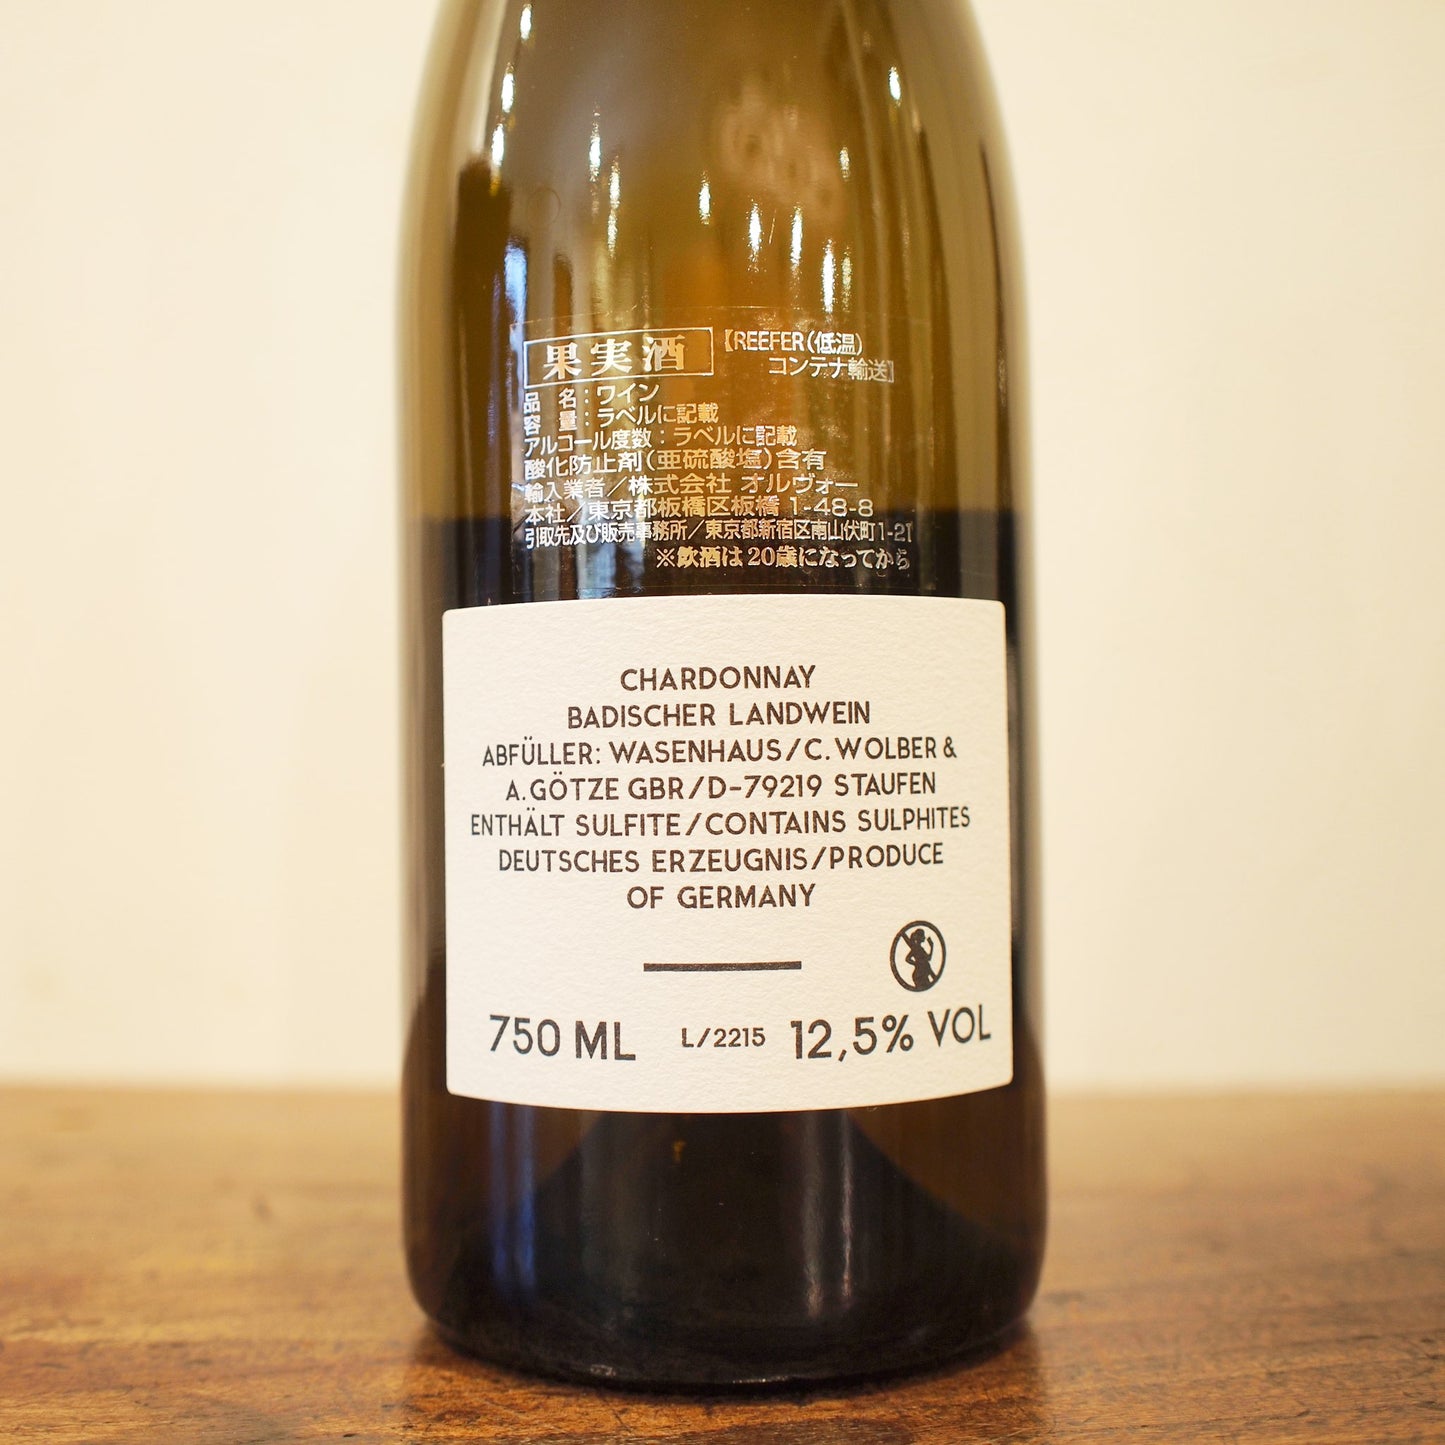 果実酒
【REEFER(低温)
コンテナ輸送】
品 名:ワイン
容 量:ラベルに記載
アルコール度数:ラベルに記載
酸化防止剤(亜硫酸塩)含有
輸入業者/株式会社 オルヴォー
本社/東京都板橋区板橋 1-48-8
引取先及び販売事務所/東京都新宿区南山伏町1-21
※飲酒は20歳になってから
CHARDONNAY
BADISCHER LANDWEIN
ABFÜLLER: WASENHAUS/C. WOLBER &
A. GÖTZE GBR/D-79219 STAUFEN
ENTHÄLT SULFITE/CONTAINS SULPHITES
DEUTSCHES ERZEUGNIS/PRODUCE
OF GERMANY
750 ML L/2215 12,5% VOL